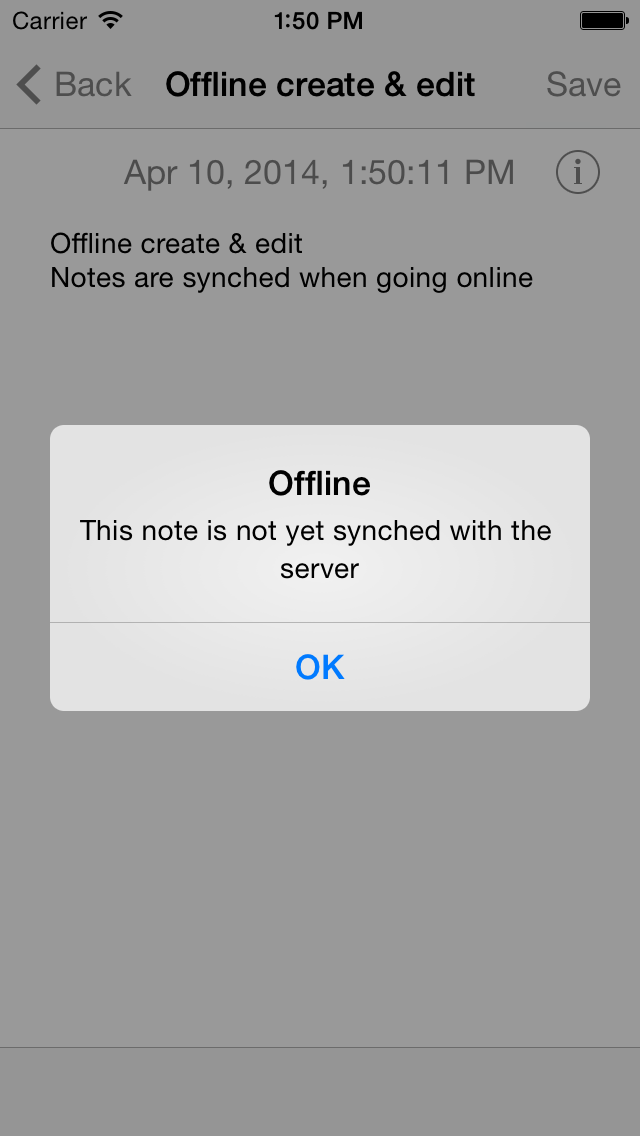 Carrier 1:50 PM
Back Offline create & edit Save
Apr 10, 2014, 1:50:11 PM i
Offline create & edit
Notes are synched when going online
Offline
This note is not yet synched with the
server
OK